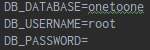 DB_DATABASE=onetoone
DB_USERNAME=root
DB_PASSWORD=